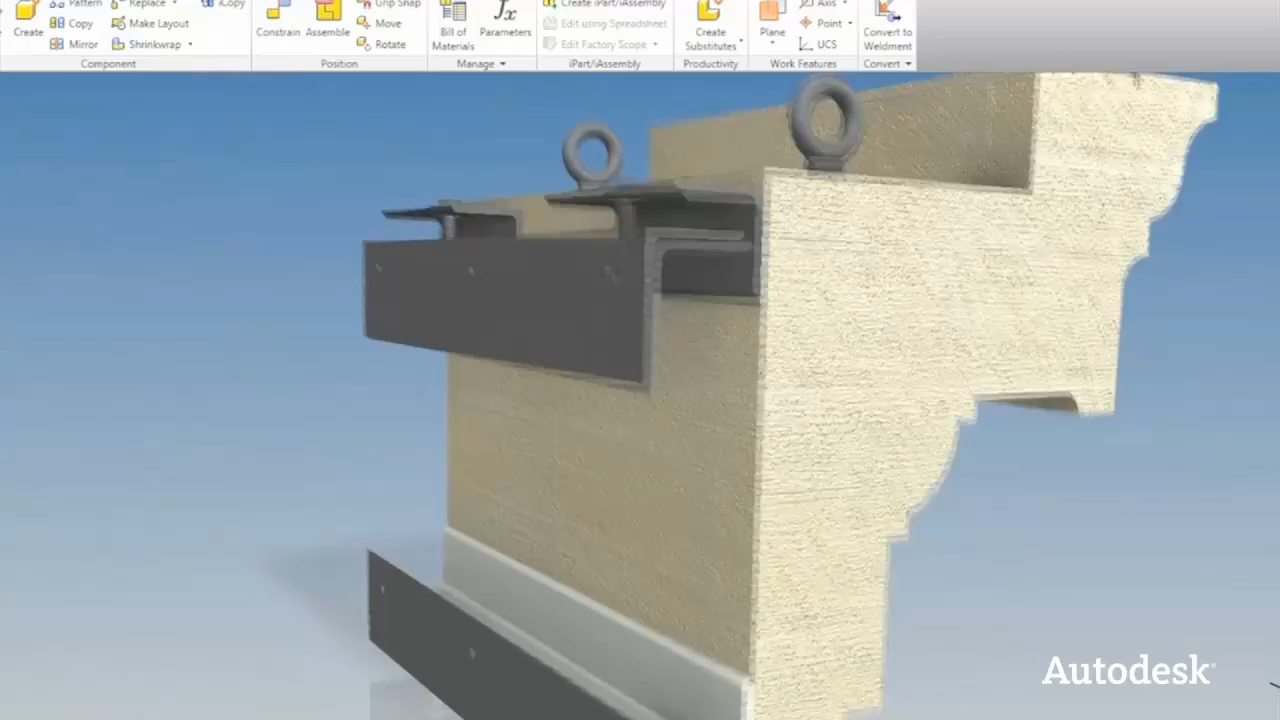 Pattern
Replace
iCopy
Grip Snap
Create iPart/iAssembly
Axis
Create
Copy
Make Layout
Constrain
Assemble
Move
Bill of
Materials
Parameters
Edit using Spreadsheet
Create
Substitutes
Plane
Point
Convert to
Weldment
Mirror
Shrinkwrap
Rotate
Edit Factory Scope
UCS
Component
Position
Manage
iPart/iAssembly
Productivity
Work Features
Convert
Autodesk